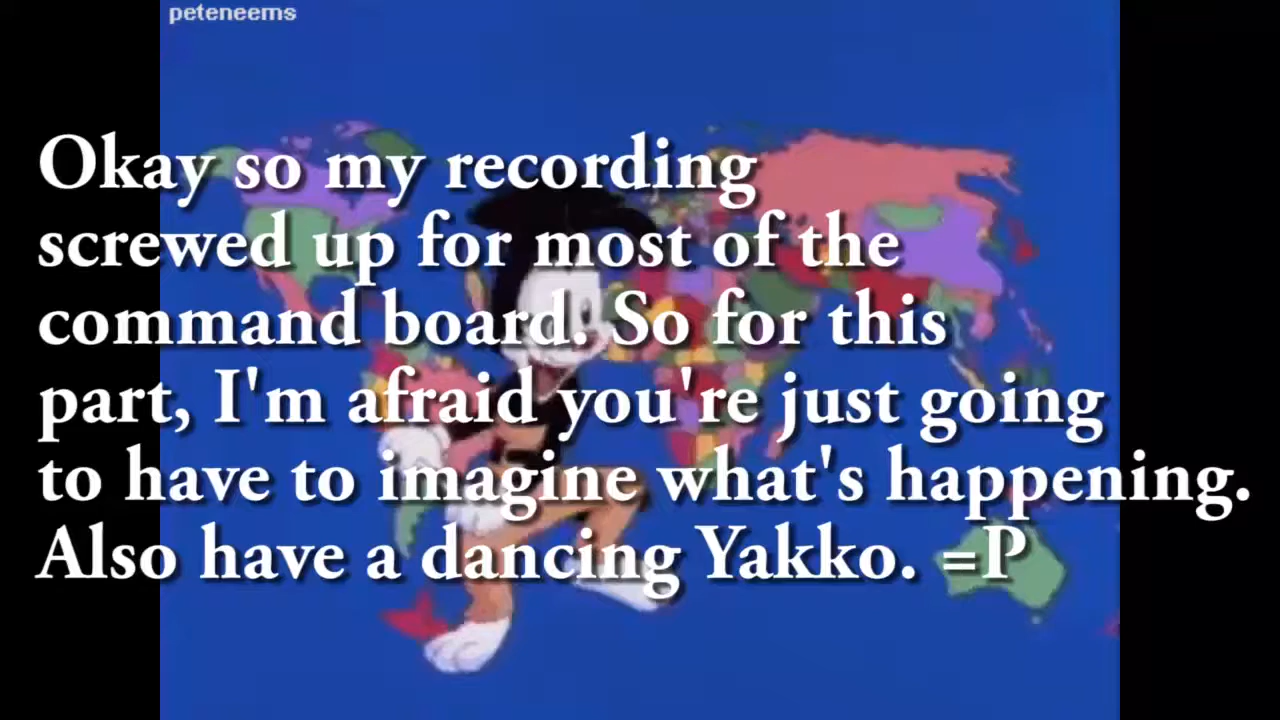 peteneems
Okay so my recording
screwed up for most of the
command board. So for this
part, I'm afraid you're just going
to have to imagine what's happening.
Also have a dancing Yakko. =P